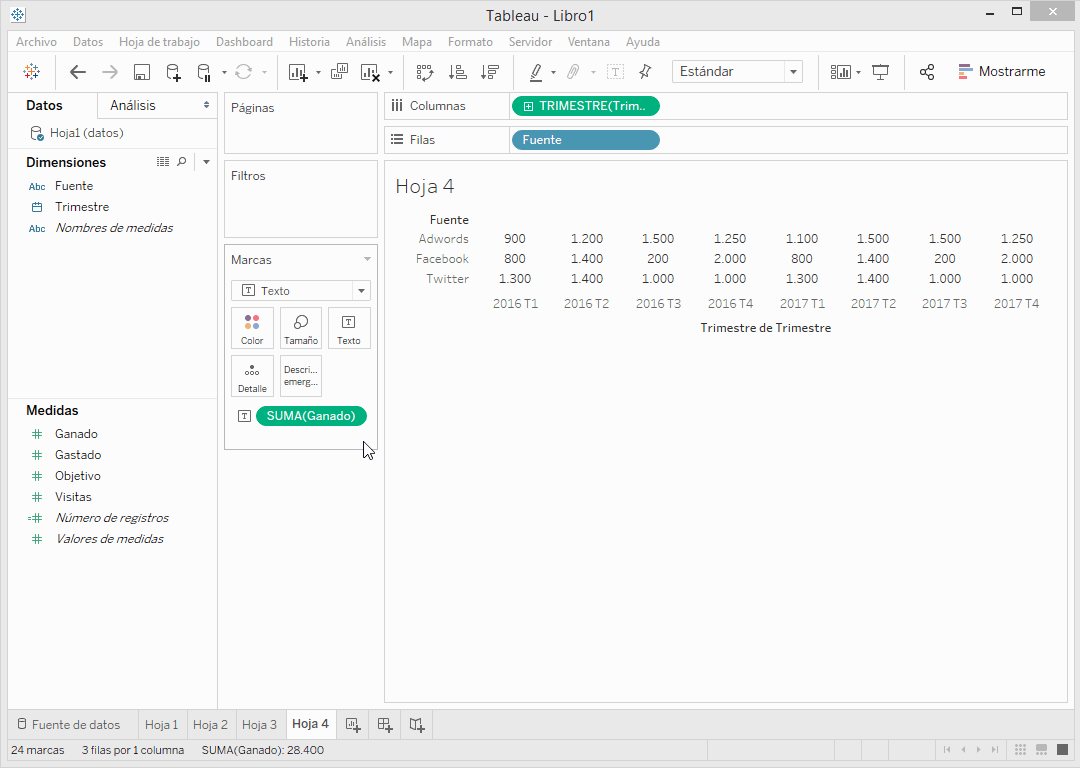 Tableau - Libro1
Archivo Datos Hoja de trabajo Dashboard Historia Análisis Mapa Formato Servidor Ventana Ayuda
Estándar
Mostrarme
Datos Análisis
Hoja1 (datos)
Dimensiones
Abc Fuente
Trimestre
Abc Nombres de medidas
Medidas
Ganado
Gastado
Objetivo
Visitas
Número de registros
Valores de medidas
Páginas
Filtros
Marcas
Texto
Color Tamaño Texto
Detalle
Descri...
emerg...
SUMA(Ganado)
Columnas TRIMESTRE(Trim..
Filas Fuente
Hoja 4
Fuente
Adwords 900 1.200 1.500 1.250 1.100 1.500 1.500 1.250
Facebook 800 1.400 200 2.000 800 1.400 200 2.000
Twitter 1.300 1.400 1.000 1.000 1.300 1.400 1.000 1.000
2016 T1 2016 T2 2016 T3 2016 T4 2017 T1 2017 T2 2017 T3 2017 T4
Trimestre de Trimestre
Fuente de datos Hoja 1 Hoja 2 Hoja 3 Hoja 4
24 marcas 3 filas por 1 columna SUMA(Ganado): 28.400